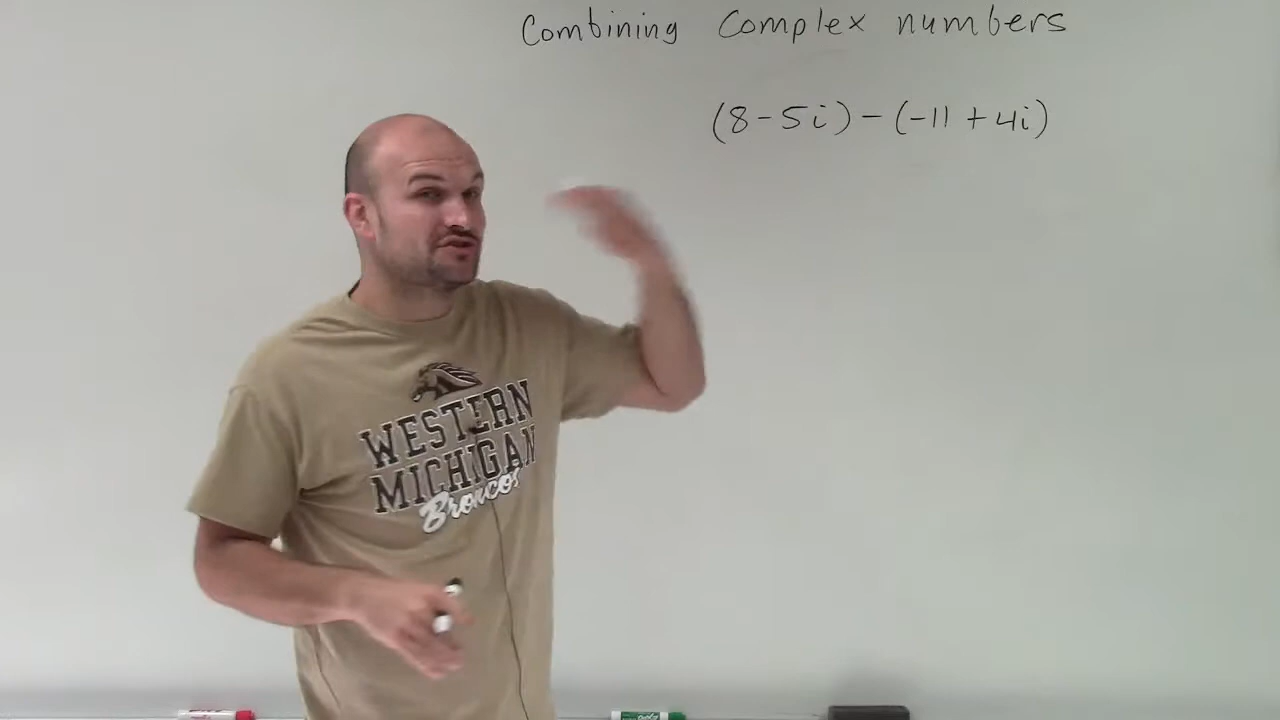 Combining Complex numbers
(8-5i)-(-11+4i)
WESTERN
MICHIGAN
Broncos